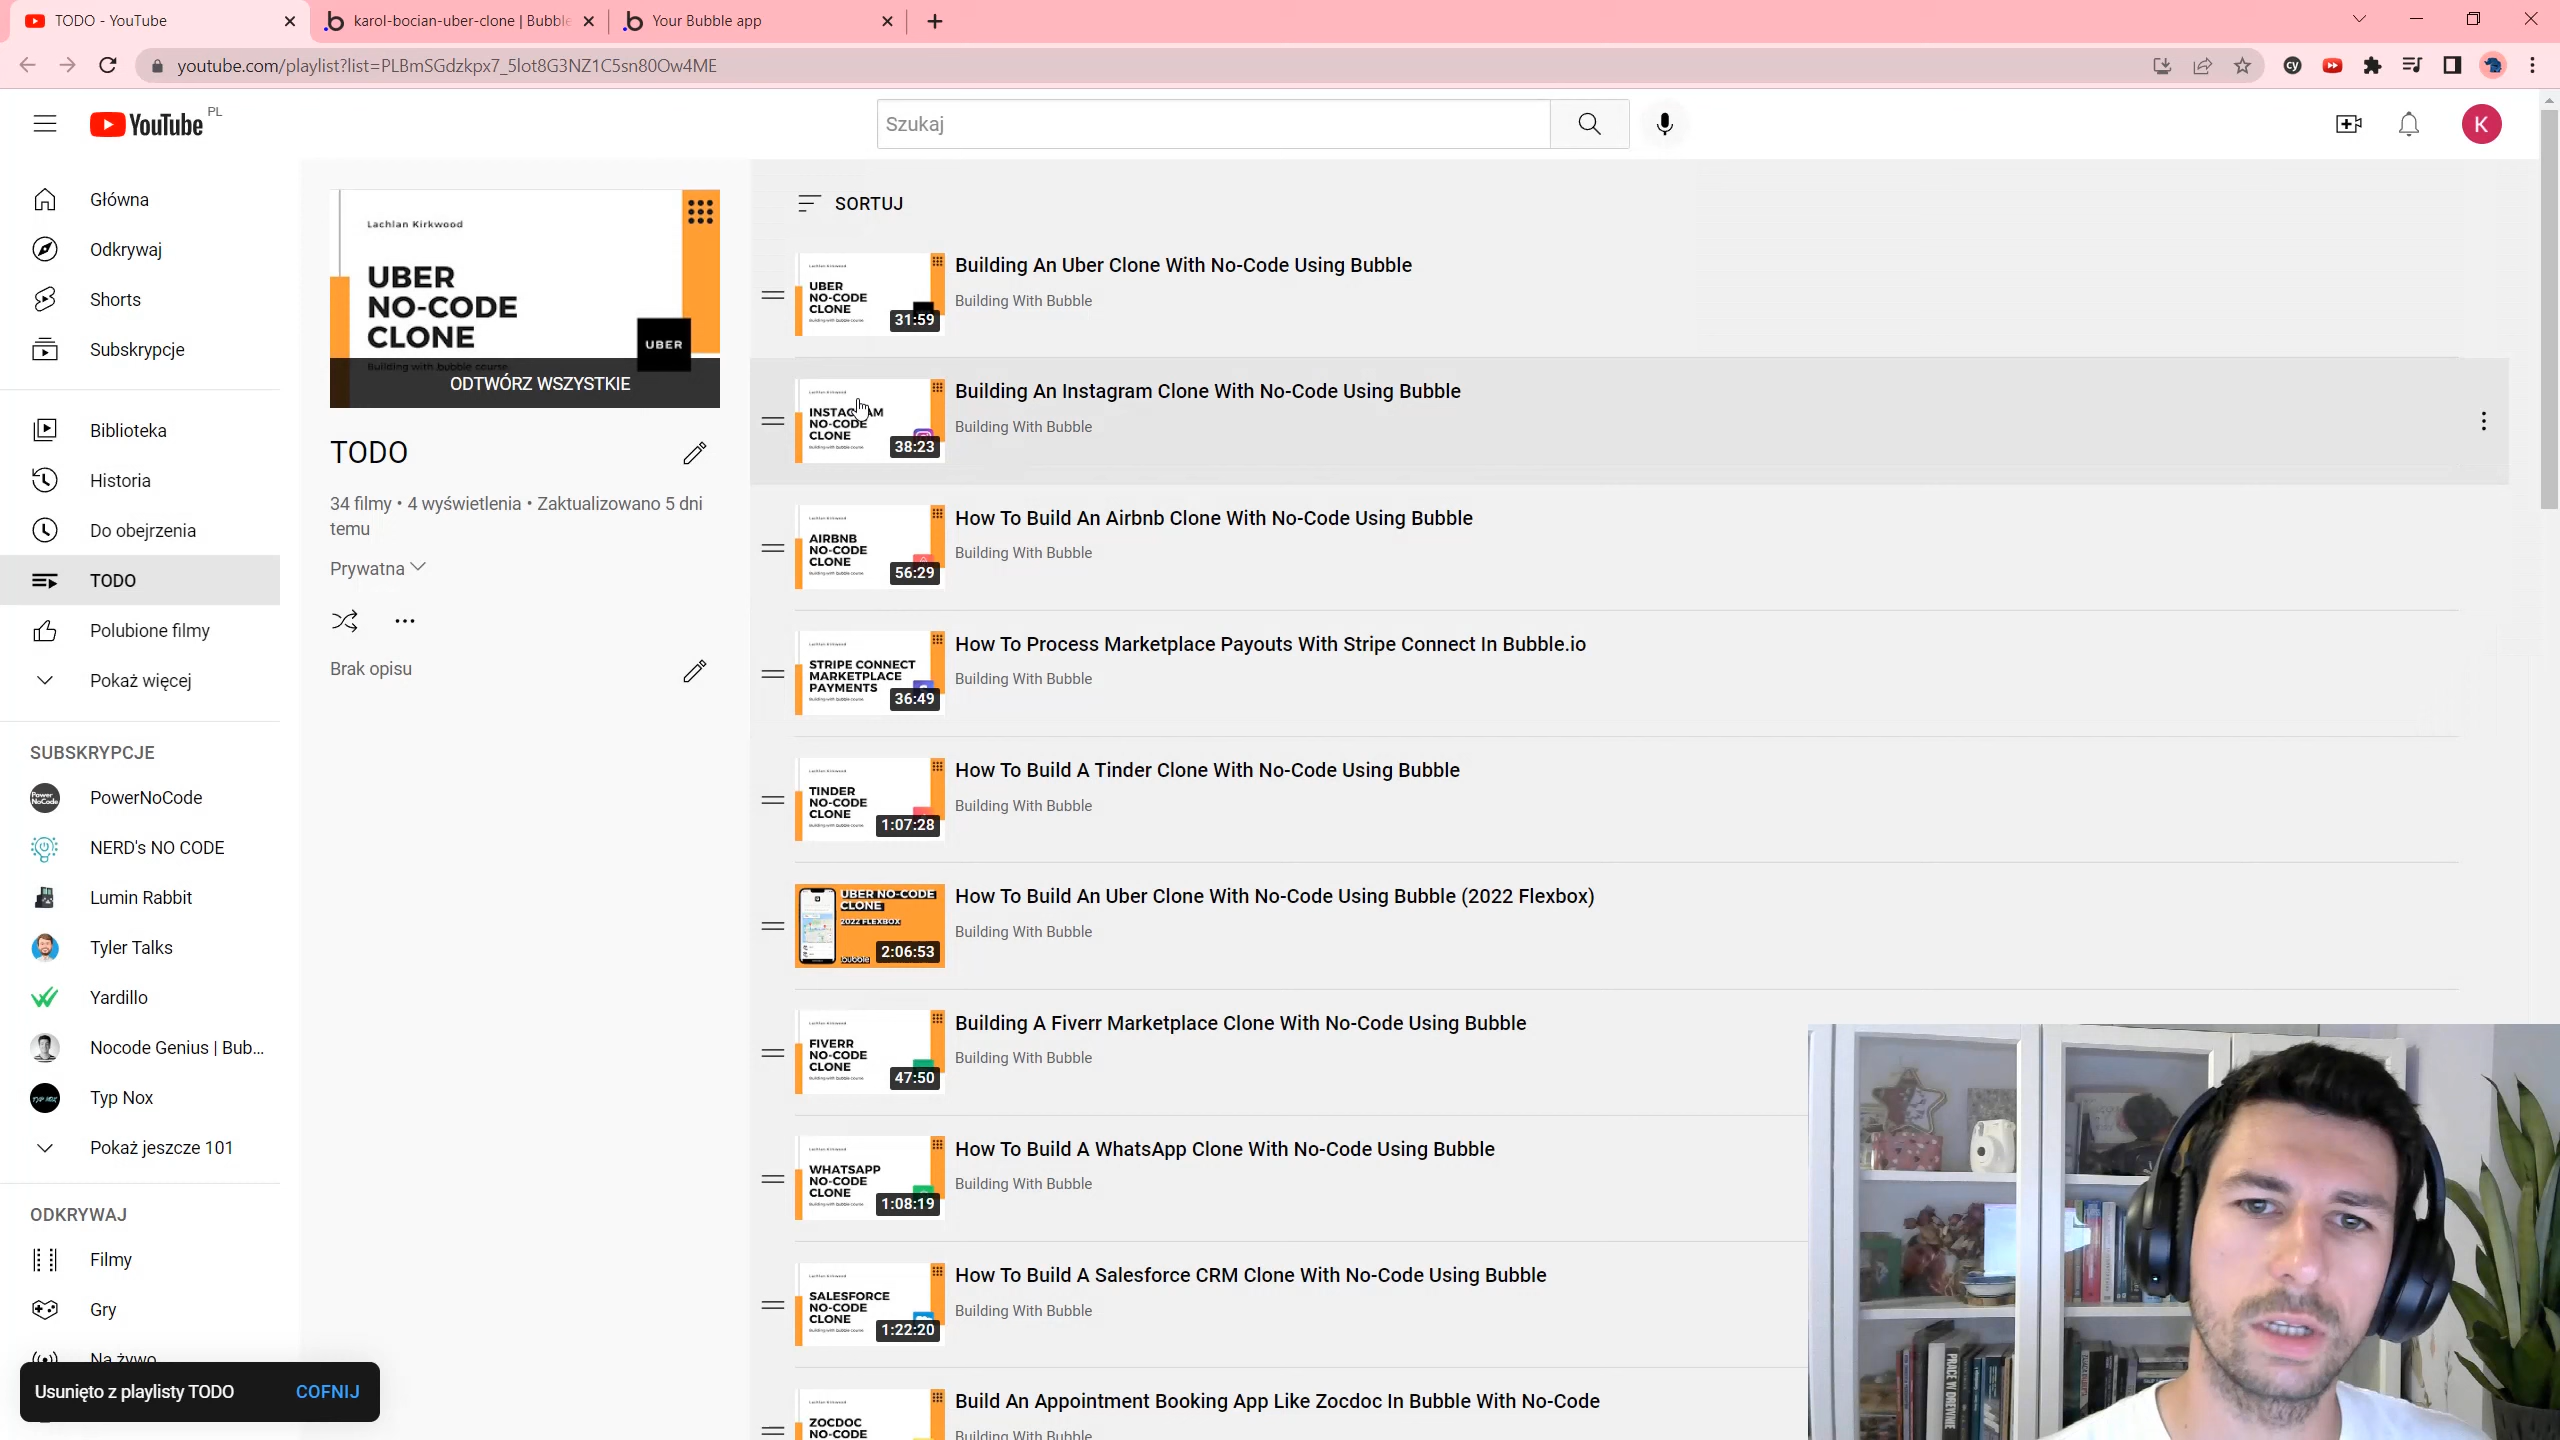 TODO - YouTube
karol-bocian-uber-clone | Bubble
Your Bubble app
youtube.com/playlist?list=PLBmSGdzkpx7_5lot8G3NZ1C5sn80Ow4ME
YouTube PL
Szukaj
K
Główna
Odkrywaj
Shorts
Subskrypcje
Biblioteka
Historia
Do obejrzenia
TODO
Polubione filmy
Pokaż więcej
SUBSKRYPCJE
PowerNoCode
NERD's NO CODE
Lumin Rabbit
Tyler Talks
Yardillo
Nocode Genius | Bub...
Typ Nox
Pokaż jeszcze 101
ODKRYWAJ
Filmy
Gry
Na żywo
Usunięto z playlisty TODO
COFNIJ
Lachlan Kirkwood
UBER
NO-CODE
CLONE
UBER
Building with bubble course
ODTWÓRZ WSZYSTKIE
TODO
34 filmy • 4 wyświetlenia • Zaktualizowano 5 dni
temu
Prywatna
Brak opisu
SORTUJ
UBER
NO-CODE
CLONE
31:59
Building An Uber Clone With No-Code Using Bubble
Building With Bubble
INSTAGRAM
NO-CODE
CLONE
38:23
Building An Instagram Clone With No-Code Using Bubble
Building With Bubble
AIRBNB
NO-CODE
CLONE
56:29
How To Build An Airbnb Clone With No-Code Using Bubble
Building With Bubble
STRIPE CONNECT
MARKETPLACE
PAYMENTS
36:49
How To Process Marketplace Payouts With Stripe Connect In Bubble.io
Building With Bubble
TINDER
NO-CODE
CLONE
1:07:28
How To Build A Tinder Clone With No-Code Using Bubble
Building With Bubble
UBER NO-CODE
CLONE
2022 FLEXBOX
.bubble
2:06:53
How To Build An Uber Clone With No-Code Using Bubble (2022 Flexbox)
Building With Bubble
FIVERR
NO-CODE
CLONE
47:50
Building A Fiverr Marketplace Clone With No-Code Using Bubble
Building With Bubble
WHATSAPP
NO-CODE
CLONE
1:08:19
How To Build A WhatsApp Clone With No-Code Using Bubble
Building With Bubble
SALESFORCE
NO-CODE
CLONE
1:22:20
How To Build A Salesforce CRM Clone With No-Code Using Bubble
Building With Bubble
ZOCDOC
NO-CODE
Build An Appointment Booking App Like Zocdoc In Bubble With No-Code
Building With Bubble